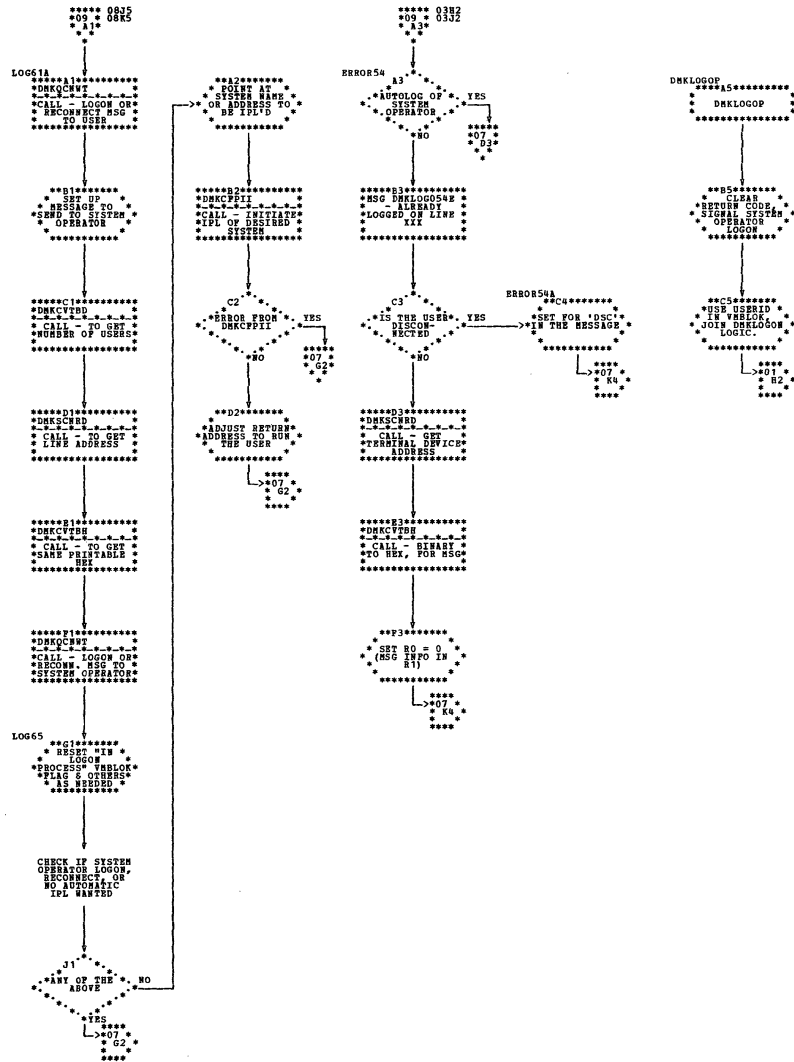 08J5
08K5
09
A1
LOG61A
A1
DMKQCNWT
CALL - LOGON OR
RECONNECT MSG
TO USER
B1
SET UP
MESSAGE TO
SEND TO SYSTEM
OPERATOR
C1
DMKCVTBD
CALL - TO GET
NUMBER OF USERS
D1
DMKSCNRD
CALL - TO GET
LINE ADDRESS
E1
DMKCVTBH
CALL - TO GET
SAME PRINTABLE
HEX
F1
DMKQCNWT
CALL - LOGON OR
RECONN. MSG TO
SYSTEM OPERATOR
LOG65
G1
RESET "IN
LOGON
PROCESS" VMBLOK
FLAG & OTHERS
AS NEEDED
CHECK IF SYSTEM
OPERATOR LOGON,
RECONNECT, OR
NO AUTOMATIC
IPL WANTED
J1
ANY OF THE
ABOVE
NO
YES
07
G2
A2
POINT AT
SYSTEM NAME
OR ADDRESS TO
BE IPL'D
B2
DMKCFPII
CALL - INITIATE
IPL OF DESIRED
SYSTEM
C2
ERROR FROM
DMKCFPII
YES
07
G2
NO
D2
ADJUST RETURN
ADDRESS TO RUN
THE USER
07
G2
03H2
03J2
09
A3
ERROR54
A3
AUTOLOG OF
SYSTEM
OPERATOR
YES
07
D3
NO
B3
MSG DMKLOG054E
- ALREADY
LOGGED ON LINE
XXX
C3
IS THE USER
DISCON-
NECTED
YES
NO
ERROR54A
C4
SET FOR 'DSC'
IN THE MESSAGE
07
K4
D3
DMKSCNRD
CALL - GET
TERMINAL DEVICE
ADDRESS
E3
DMKCVTBH
CALL - BINARY
TO HEX, FOR MSG
F3
SET R0 = 0
(MSG INFO IN
R1)
07
K4
DMKLOGOP
A5
DMKLOGOP
B5
CLEAR
RETURN CODE,
SIGNAL SYSTEM
OPERATOR
LOGON
C5
USE USERID
IN VMBLOK,
JOIN DMKLOGON
LOGIC.
01
H2